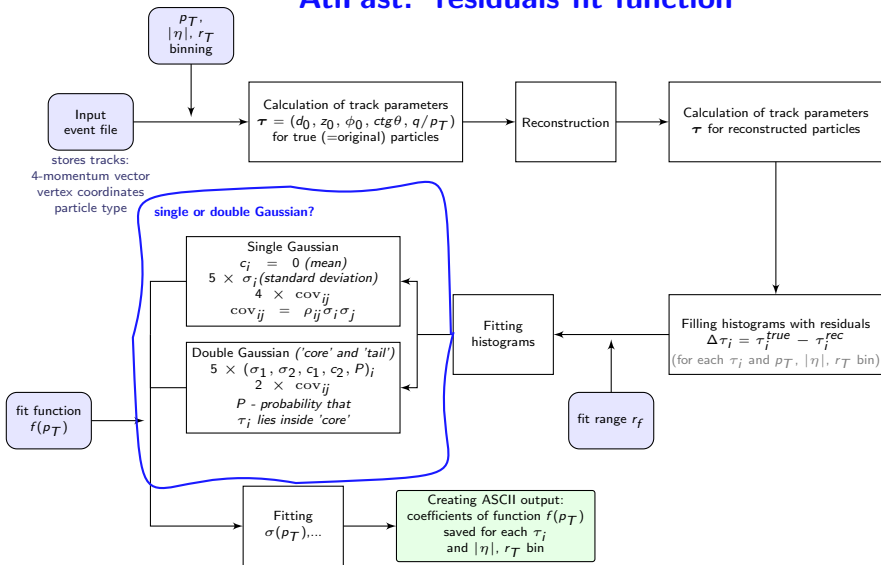 AtlFast: residuals fit function
p_T,
|η|, r_T
binning
Input
event file
stores tracks:
4-momentum vector
vertex coordinates
particle type
Calculation of track parameters
τ = (d_0, z_0, ϕ_0, ctgθ, q/p_T)
for true (=original) particles
Reconstruction
Calculation of track parameters
τ for reconstructed particles
single or double Gaussian?
Single Gaussian
c_i = 0 (mean)
5 × σ_i (standard deviation)
4 × cov_ij
cov_ij = ρ_ij σ_i σ_j
Double Gaussian ('core' and 'tail')
5 × (σ_1, σ_2, c_1, c_2, P)_i
2 × cov_ij
P - probability that
τ_i lies inside 'core'
Fitting
histograms
Filling histograms with residuals
Δτ_i = τ_i^true − τ_i^rec
(for each τ_i and p_T, |η|, r_T bin)
fit range r_f
fit function
f(p_T)
Fitting
σ(p_T),...
Creating ASCII output:
coefficients of function f(p_T)
saved for each τ_i
and |η|, r_T bin